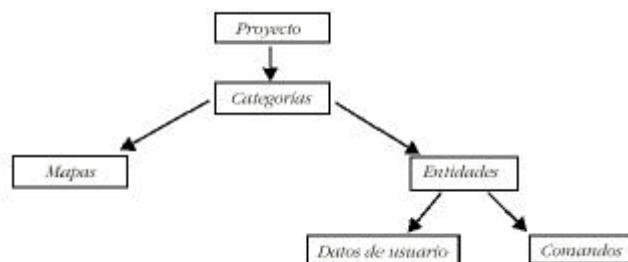 Proyecto
Categorías
Mapas
Entidades
Datos de usuario
Comandos